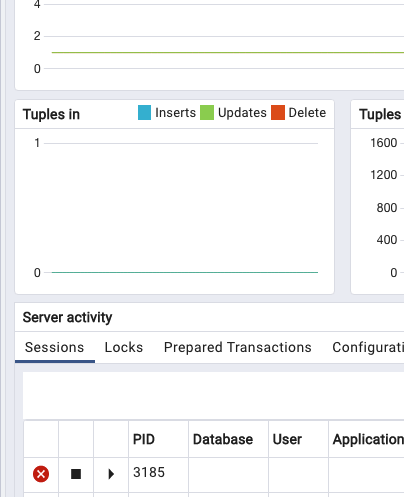 4
2
0
Tuples in Inserts Updates Delete
1
0
Tuples
1600
1200
800
400
0
Server activity
Sessions Locks Prepared Transactions Configurati
PID Database User Application
3185